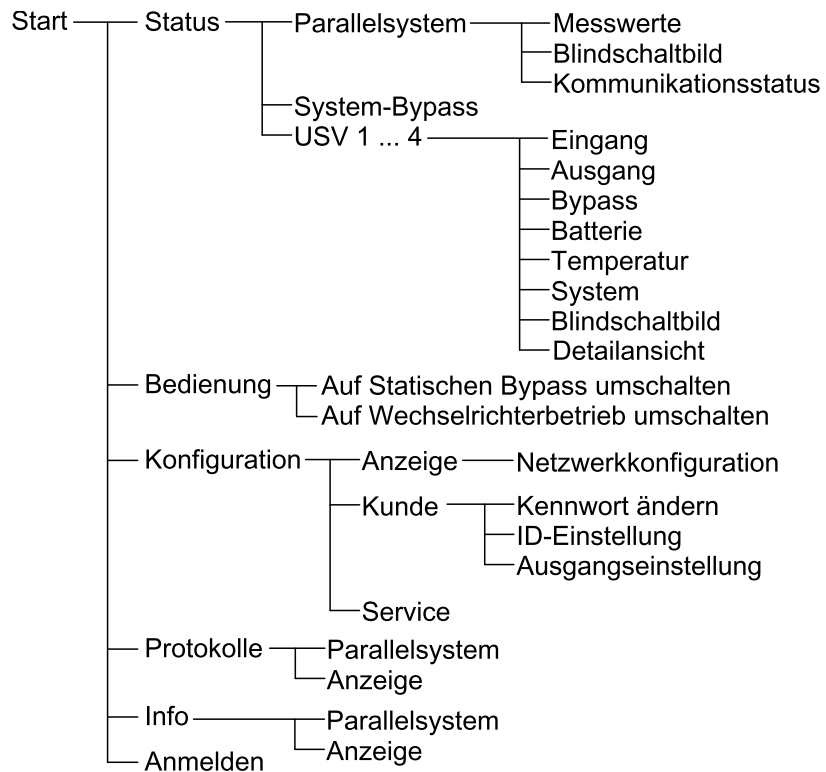 Start Status Parallelsystem Messwerte
Blindschaltbild
Kommunikationsstatus
System-Bypass
USV 1 ... 4
Eingang
Ausgang
Bypass
Batterie
Temperatur
System
Blindschaltbild
Detailansicht
Bedienung Auf Statischen Bypass umschalten
Auf Wechselrichterbetrieb umschalten
Konfiguration Anzeige Netzwerkkonfiguration
Kunde Kennwort ändern
ID-Einstellung
Ausgangseinstellung
Service
Protokolle Parallelsystem
Anzeige
Info Parallelsystem
Anzeige
Anmelden